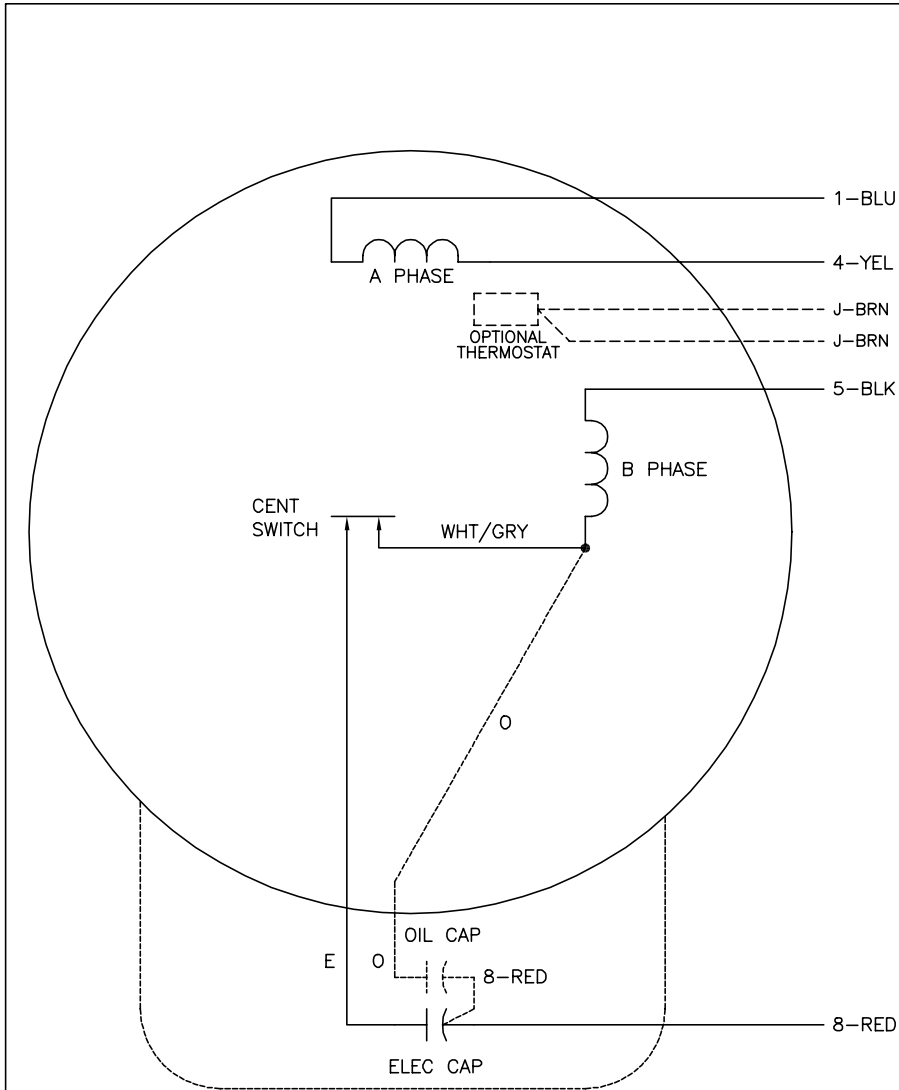 1-BLU
4-YEL
A PHASE
J-BRN
J-BRN
OPTIONAL
THERMOSTAT
5-BLK
B PHASE
CENT
SWITCH
WHT/GRY
O
OIL CAP
E
O
8-RED
8-RED
ELEC CAP